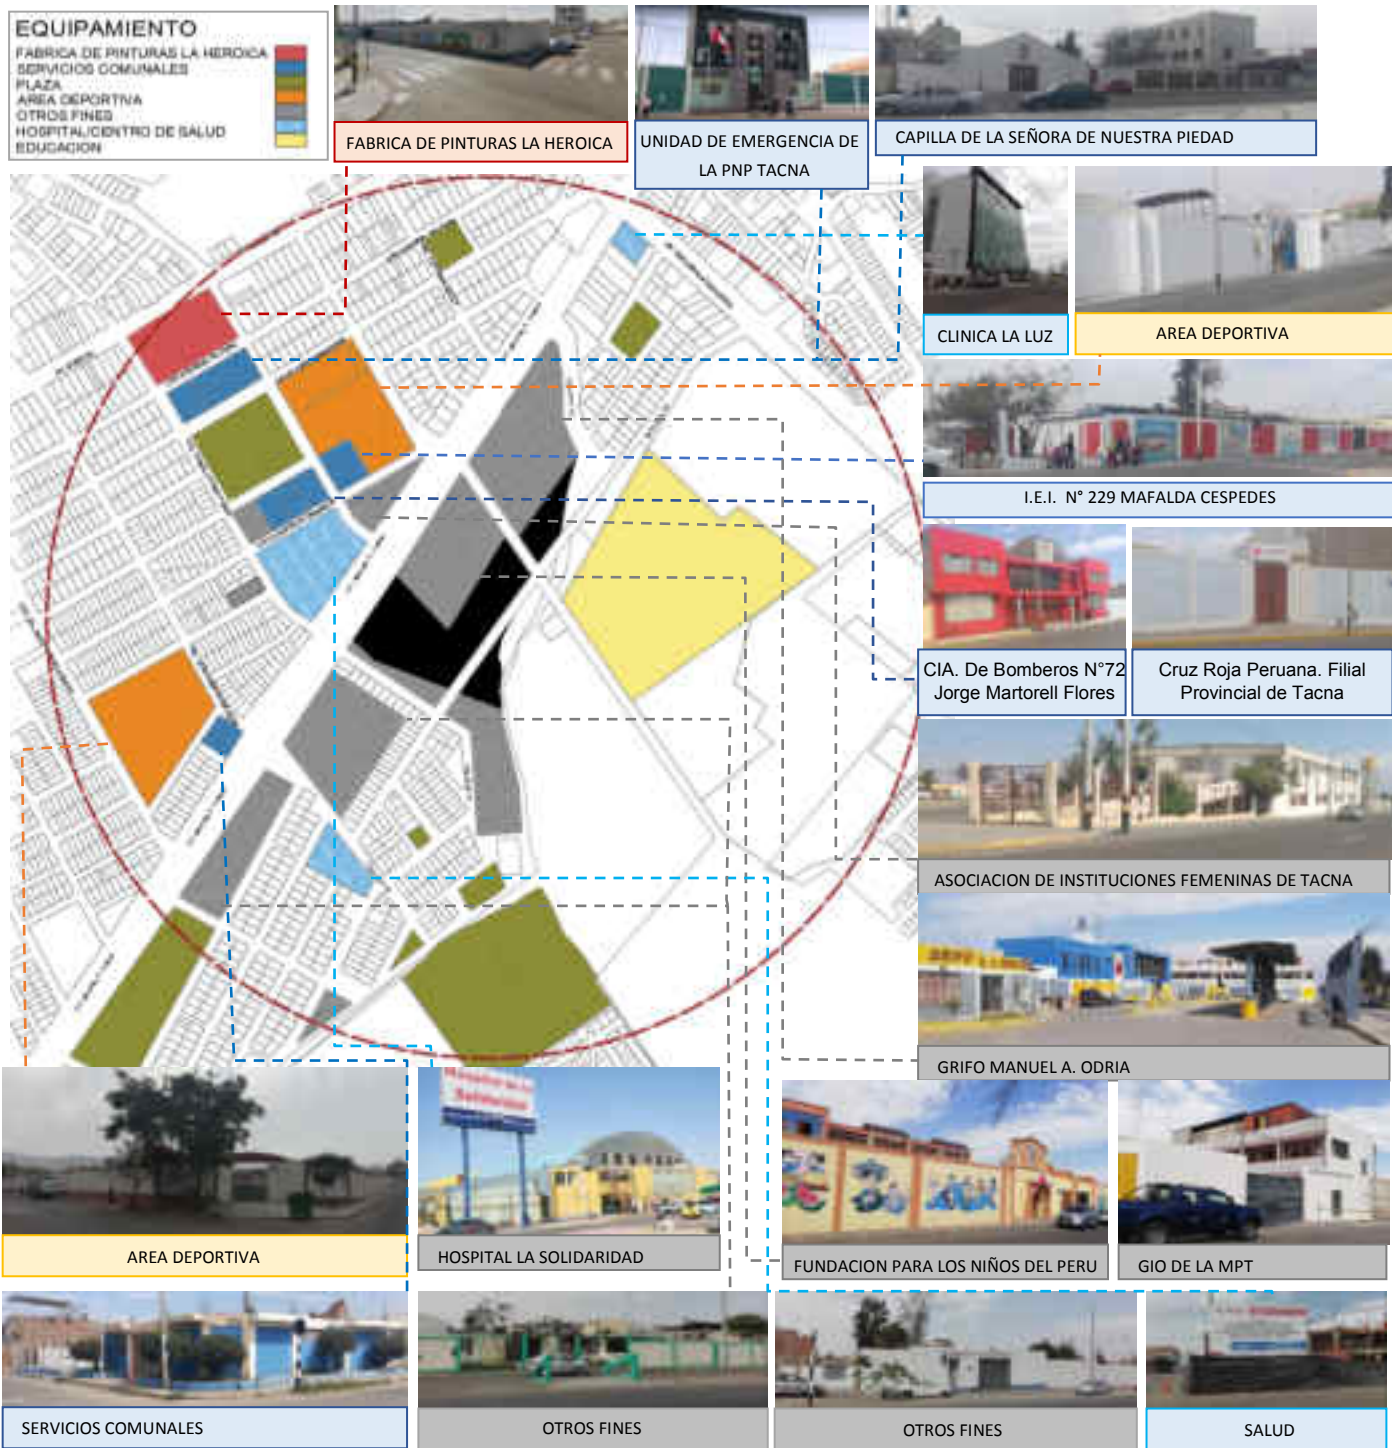 EQUIPAMIENTO
FABRICA DE PINTURAS LA HEROICA
SERVICIOS COMUNALES
PLAZA
AREA DEPORTIVA
OTROS FINES
HOSPITAL/CENTRO DE SALUD
EDUCACION
FABRICA DE PINTURAS LA HEROICA
UNIDAD DE EMERGENCIA DE
LA PNP TACNA
CAPILLA DE LA SEÑORA DE NUESTRA PIEDAD
CLINICA LA LUZ
AREA DEPORTIVA
I.E.I. N° 229 MAFALDA CESPEDES
CIA. De Bomberos N°72
Jorge Martorell Flores
Cruz Roja Peruana. Filial
Provincial de Tacna
ASOCIACION DE INSTITUCIONES FEMENINAS DE TACNA
GRIFO MANUEL A. ODRIA
AREA DEPORTIVA
HOSPITAL LA SOLIDARIDAD
FUNDACION PARA LOS NIÑOS DEL PERU
GIO DE LA MPT
SERVICIOS COMUNALES
OTROS FINES
OTROS FINES
SALUD